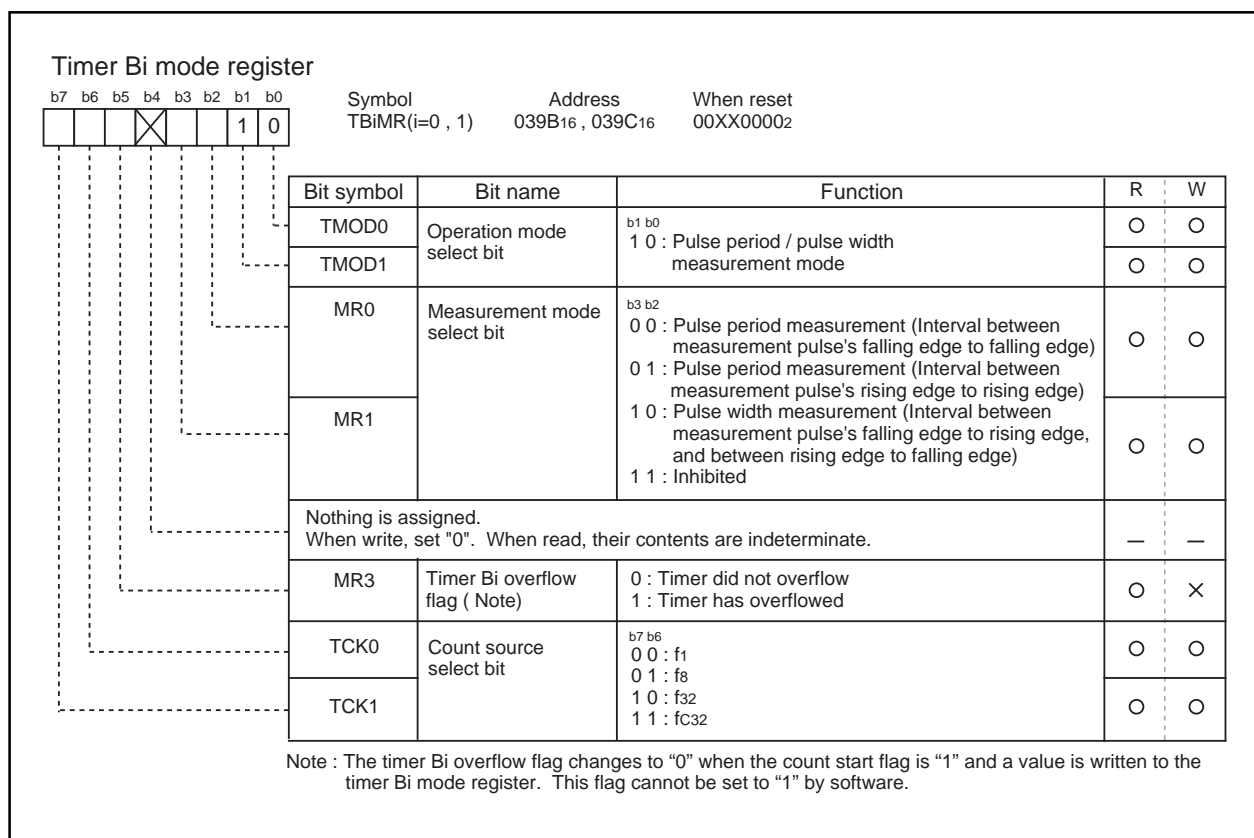 Timer Bi mode register
b7 b6 b5 b4 b3 b2 b1 b0
1 0
Symbol Address When reset
TBiMR(i=0 , 1) 039B16 , 039C16 00XX00002
Bit symbol Bit name Function R W
TMOD0
TMOD1
Operation mode
select bit
b1 b0
1 0 : Pulse period / pulse width
measurement mode
MR0
MR1
Measurement mode
select bit
b3 b2
0 0 : Pulse period measurement (Interval between
measurement pulse's falling edge to falling edge)
0 1 : Pulse period measurement (Interval between
measurement pulse's rising edge to rising edge)
1 0 : Pulse width measurement (Interval between
measurement pulse's falling edge to rising edge,
and between rising edge to falling edge)
1 1 : Inhibited
Nothing is assigned.
When write, set "0". When read, their contents are indeterminate.
MR3
Timer Bi overflow
flag ( Note)
0 : Timer did not overflow
1 : Timer has overflowed
TCK0
TCK1
Count source
select bit
b7 b6
0 0 : f1
0 1 : f8
1 0 : f32
1 1 : fC32
Note : The timer Bi overflow flag changes to “0” when the count start flag is “1” and a value is written to the
timer Bi mode register. This flag cannot be set to “1” by software.